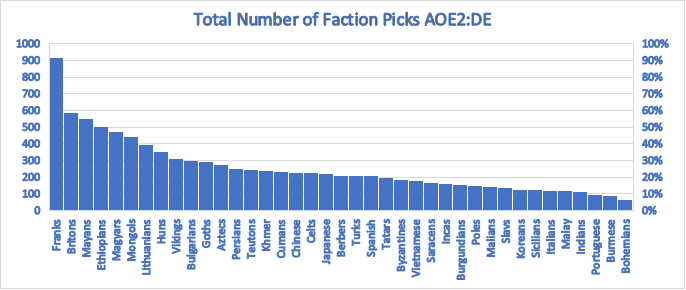 Total Number of Faction Picks AOE2:DE
1000
900
800
700
600
500
400
300
200
100
0
100%
90%
80%
70%
60%
50%
40%
30%
20%
10%
0%
Franks
Britons
Mayans
Ethiopians
Magyars
Mongols
Lithuanians
Huns
Vikings
Bulgarians
Goths
Aztecs
Persians
Teutons
Khmer
Cumans
Chinese
Celts
Japanese
Berbers
Turks
Spanish
Tatars
Byzantines
Vietnamese
Saracens
Incas
Burgundians
Poles
Malians
Slavs
Koreans
Sicilians
Italians
Malay
Indians
Portuguese
Burmese
Bohemians